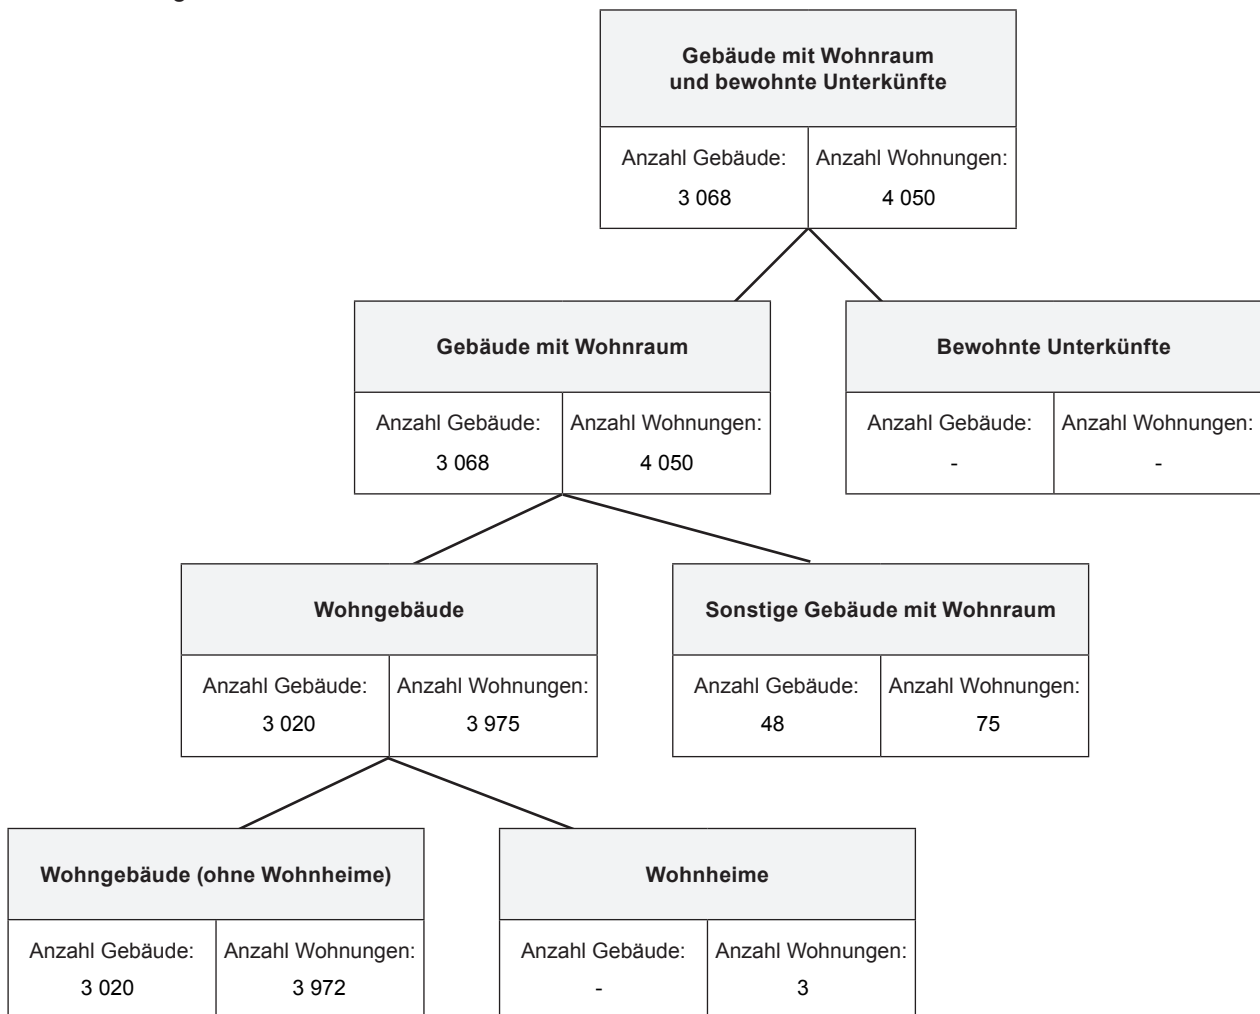 Gebäude mit Wohnraum
und bewohnte Unterkünfte
Anzahl Gebäude: Anzahl Wohnungen:
3 068 4 050
Gebäude mit Wohnraum Bewohnte Unterkünfte
Anzahl Gebäude: Anzahl Wohnungen: Anzahl Gebäude: Anzahl Wohnungen:
3 068 4 050 - -
Wohngebäude Sonstige Gebäude mit Wohnraum
Anzahl Gebäude: Anzahl Wohnungen: Anzahl Gebäude: Anzahl Wohnungen:
3 020 3 975 48 75
Wohngebäude (ohne Wohnheime) Wohnheime
Anzahl Gebäude: Anzahl Wohnungen: Anzahl Gebäude: Anzahl Wohnungen:
3 020 3 972 - 3